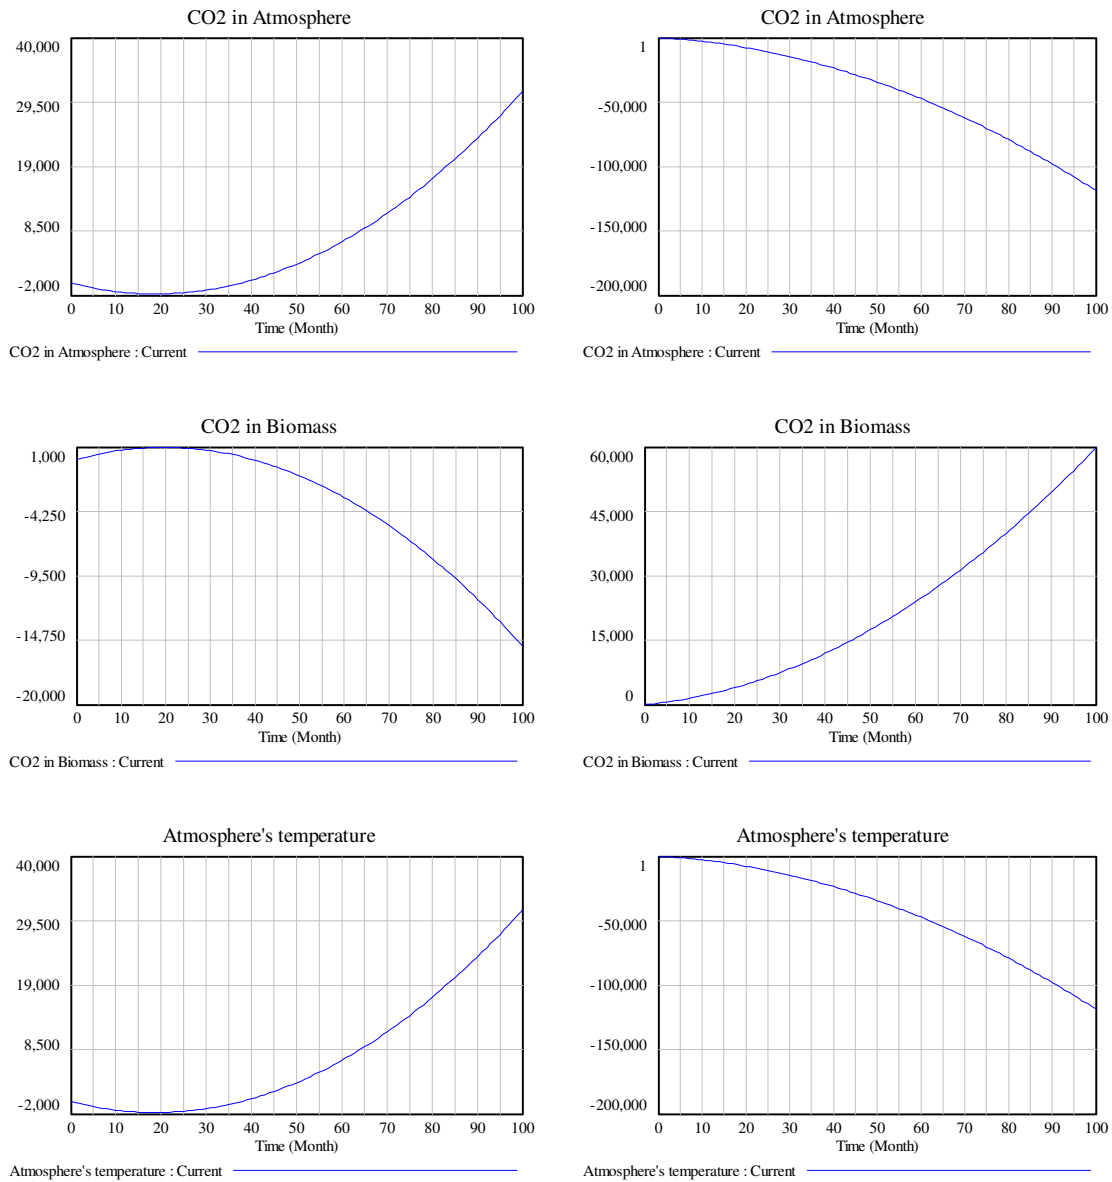 CO2 in Atmosphere
40,000
29,500
19,000
8,500
-2,000
0 10 20 30 40 50 60 70 80 90 100
Time (Month)
CO2 in Atmosphere : Current
CO2 in Atmosphere
1
-50,000
-100,000
-150,000
-200,000
0 10 20 30 40 50 60 70 80 90 100
Time (Month)
CO2 in Atmosphere : Current
CO2 in Biomass
1,000
-4,250
-9,500
-14,750
-20,000
0 10 20 30 40 50 60 70 80 90 100
Time (Month)
CO2 in Biomass : Current
CO2 in Biomass
60,000
45,000
30,000
15,000
0
0 10 20 30 40 50 60 70 80 90 100
Time (Month)
CO2 in Biomass : Current
Atmosphere's temperature
40,000
29,500
19,000
8,500
-2,000
0 10 20 30 40 50 60 70 80 90 100
Time (Month)
Atmosphere's temperature : Current
Atmosphere's temperature
1
-50,000
-100,000
-150,000
-200,000
0 10 20 30 40 50 60 70 80 90 100
Time (Month)
Atmosphere's temperature : Current